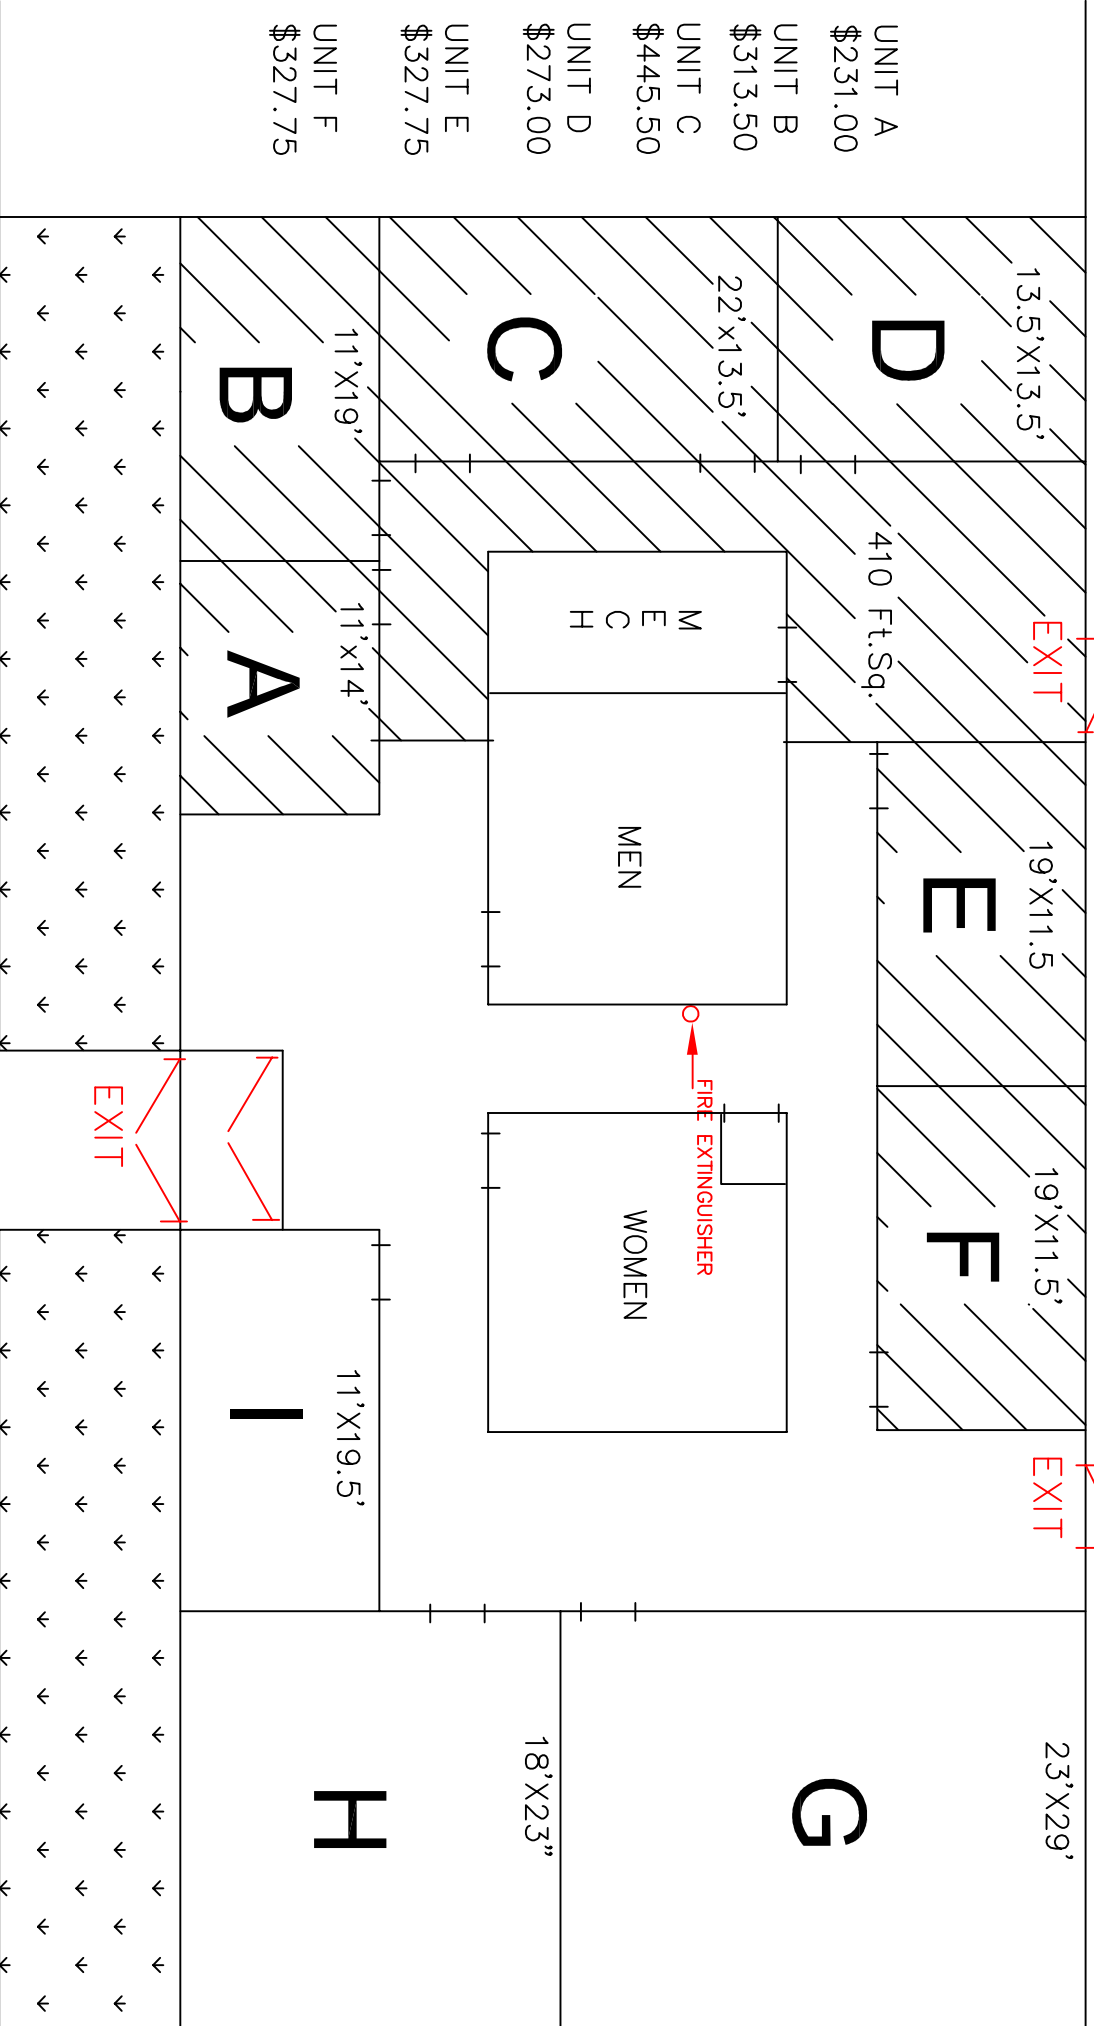 UNIT A
$231.00
UNIT B
$313.50
UNIT C
$445.50
UNIT D
$273.00
UNIT E
$327.75
UNIT F
$327.75
13.5'X13.5'
D
22'x13.5'
C
11'X19'
B
410 Ft.Sq.
EXIT
MECH
11'x14'
A
MEN
19'X11.5
E
FIRE EXTINGUISHER
EXIT
19'X11.5'
F
WOMEN
EXIT
11'X19.5'
I
23'X29'
G
18'X23"
H